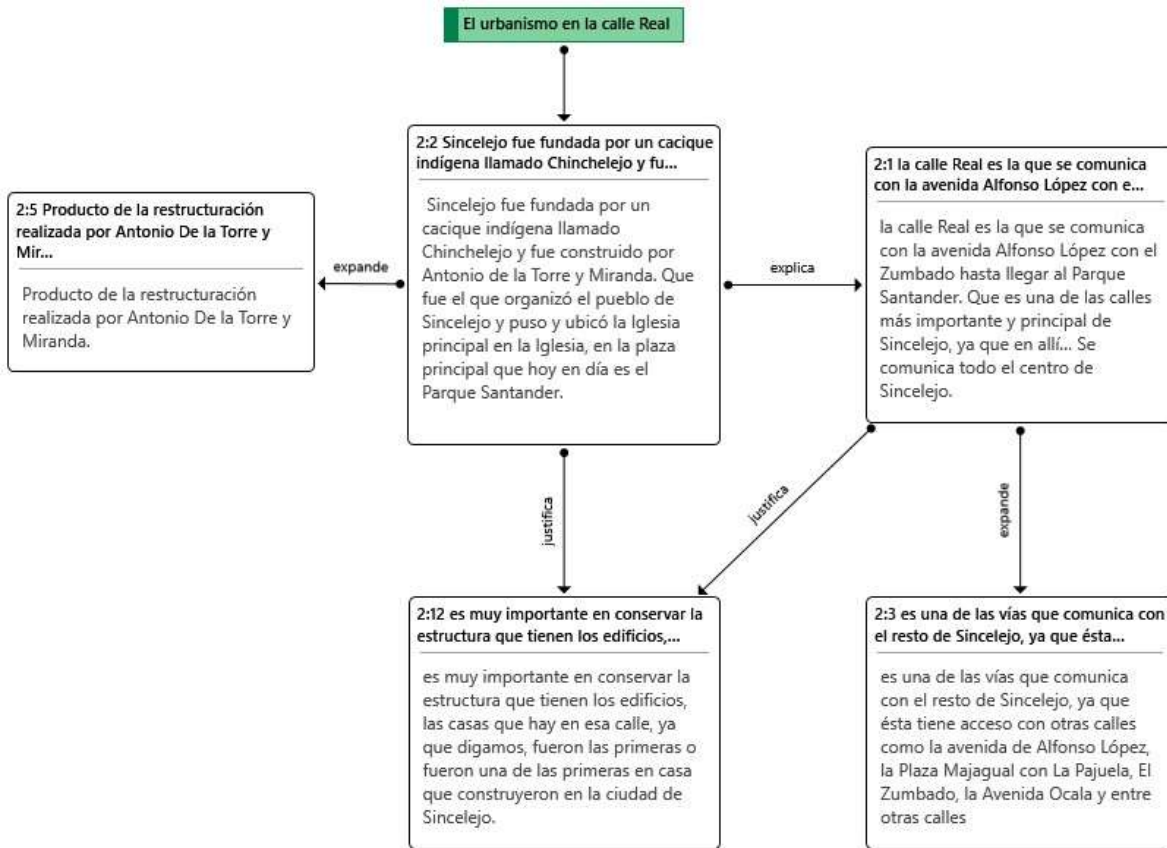 El urbanismo en la calle Real
2:2 Sincelejo fue fundada por un cacique
indígena llamado Chinchelejo y fu...
Sincelejo fue fundada por un
cacique indígena llamado
Chinchelejo y fue construido por
Antonio de la Torre y Miranda. Que
fue el que organizó el pueblo de
Sincelejo y puso y ubicó la Iglesia
principal en la Iglesia, en la plaza
principal que hoy en día es el
Parque Santander.
2:1 la calle Real es la que se comunica
con la avenida Alfonso López con e...
la calle Real es la que se comunica
con la avenida Alfonso López con el
Zumbado hasta llegar al Parque
Santander. Que es una de las calles
más importante y principal de
Sincelejo, ya que en allí... Se
comunica todo el centro de
Sincelejo.
2:5 Producto de la restructuración
realizada por Antonio De la Torre y
Mir...
Producto de la restructuración
realizada por Antonio De la Torre y
Miranda.
expande
explica
justifica
justifica
expande
2:12 es muy importante en conservar la
estructura que tienen los edificios,...
es muy importante en conservar la
estructura que tienen los edificios,
las casas que hay en esa calle, ya
que digamos, fueron las primeras o
fueron una de las primeras en casa
que construyeron en la ciudad de
Sincelejo.
2:3 es una de las vías que comunica con
el resto de Sincelejo, ya que ésta...
es una de las vías que comunica
con el resto de Sincelejo, ya que
ésta tiene acceso con otras calles
como la avenida de Alfonso López,
la Plaza Majagual con La Pajuela, El
Zumbado, la Avenida Ocala y entre
otras calles